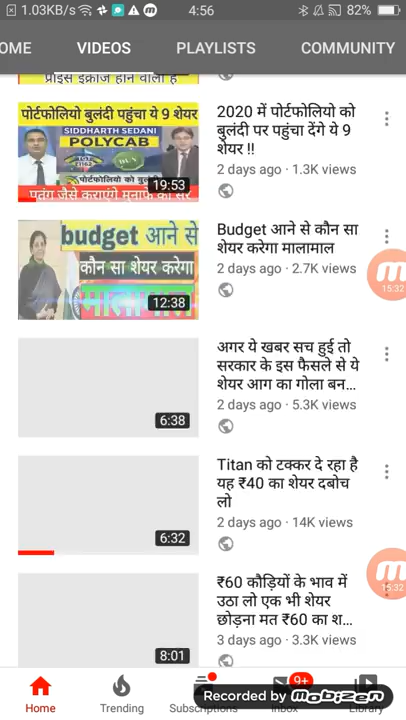 1.03KB/s 4:56 82%
OME VIDEOS PLAYLISTS COMMUNITY
प्राइस इंक्रीज होने वाली है
पोर्टफोलियो बुलंदी पहुंचा ये 9 शेयर
SIDDHARTH SEDANI
POLYCAB
19:53
2020 में पोर्टफोलियो को
बुलंदी पर पहुंचा देंगे ये 9
शेयर !!
2 days ago · 1.3K views
budget आने से
कौन सा शेयर करेगा
मालामाल
12:38
Budget आने से कौन सा
शेयर करेगा मालामाल
2 days ago · 2.7K views
15:32
6:38
अगर ये खबर सच हुई तो
सरकार के इस फैसले से ये
शेयर आग का गोला बन...
2 days ago · 5.3K views
6:32
Titan को टक्कर दे रहा है
यह ₹40 का शेयर दबोच
लो
2 days ago · 14K views
15:32
8:01
₹60 कौड़ियों के भाव में
उठा लो एक भी शेयर
छोड़ना मत ₹60 का श...
3 days ago · 3.3K views
9+
Home Trending Subscriptions Inbox Library
Recorded by mobizen